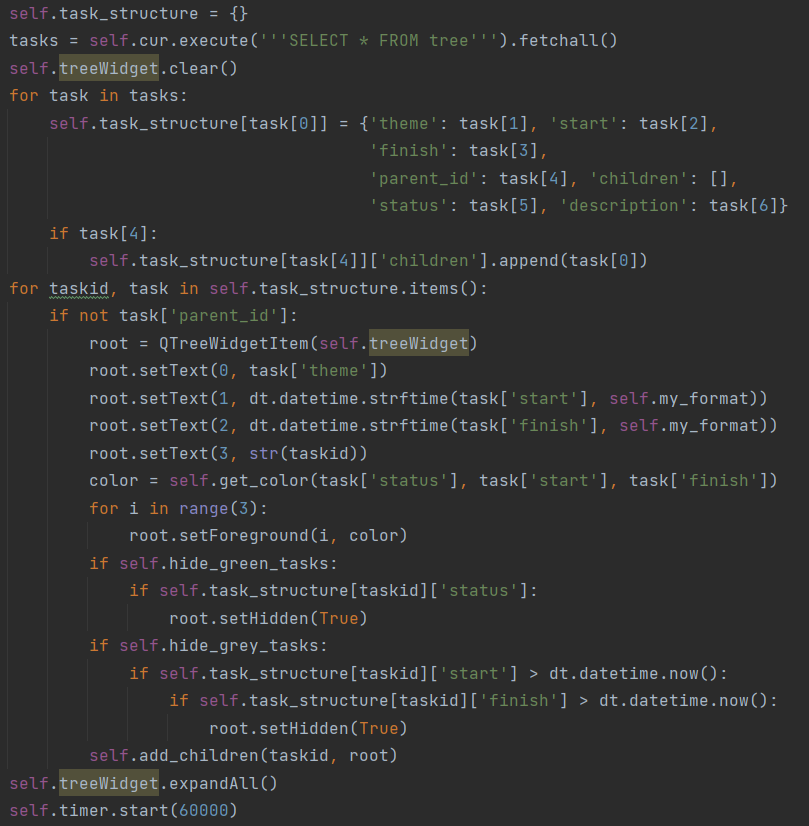 self.task_structure = {}
tasks = self.cur.execute('''SELECT * FROM tree''').fetchall()
self.treeWidget.clear()
for task in tasks:
    self.task_structure[task[0]] = {'theme': task[1], 'start': task[2],
                                    'finish': task[3],
                                    'parent_id': task[4], 'children': [],
                                    'status': task[5], 'description': task[6]}
    if task[4]:
        self.task_structure[task[4]]['children'].append(task[0])
for taskid, task in self.task_structure.items():
    if not task['parent_id']:
        root = QTreeWidgetItem(self.treeWidget)
        root.setText(0, task['theme'])
        root.setText(1, dt.datetime.strftime(task['start'], self.my_format))
        root.setText(2, dt.datetime.strftime(task['finish'], self.my_format))
        root.setText(3, str(taskid))
        color = self.get_color(task['status'], task['start'], task['finish'])
        for i in range(3):
            root.setForeground(i, color)
        if self.hide_green_tasks:
            if self.task_structure[taskid]['status']:
                root.setHidden(True)
        if self.hide_grey_tasks:
            if self.task_structure[taskid]['start'] > dt.datetime.now():
                if self.task_structure[taskid]['finish'] > dt.datetime.now():
                    root.setHidden(True)
        self.add_children(taskid, root)
self.treeWidget.expandAll()
self.timer.start(60000)